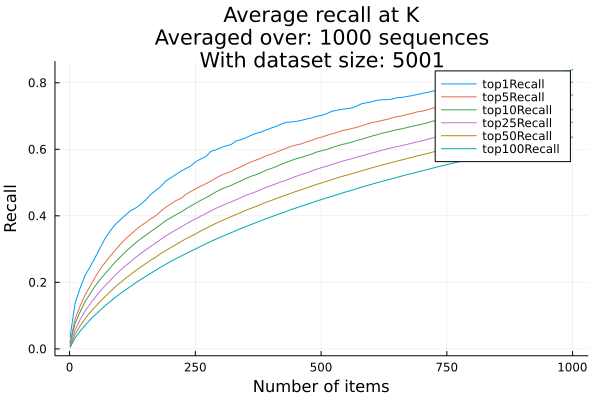 Average recall at K
Averaged over: 1000 sequences
With dataset size: 5001
top1Recall
top5Recall
top10Recall
top25Recall
top50Recall
top100Recall
Recall
0.8
0.6
0.4
0.2
0.0
0
250
500
750
1000
Number of items